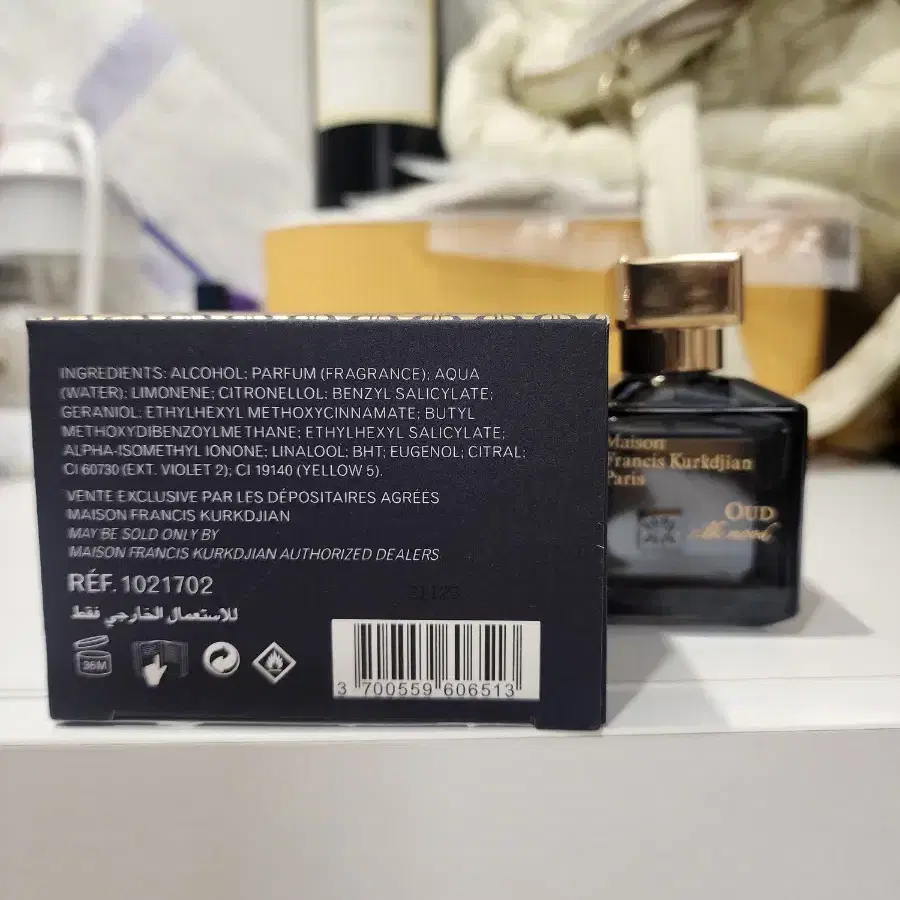 INGREDIENTS: ALCOHOL; PARFUM (FRAGRANCE); AQUA
(WATER); LIMONENE; CITRONELLOL; BENZYL SALICYLATE;
GERANIOL; ETHYLHEXYL METHOXYCINNAMATE; BUTYL
METHOXYDIBENZOYLMETHANE; ETHYLHEXYL SALICYLATE;
ALPHA-ISOMETHYL IONONE; LINALOOL; BHT; EUGENOL; CITRAL;
CI 60730 (EXT. VIOLET 2); CI 19140 (YELLOW 5).
VENTE EXCLUSIVE PAR LES DÉPOSITAIRES AGRÉÉS
MAISON FRANCIS KURKDJIAN
MAY BE SOLD ONLY BY
MAISON FRANCIS KURKDJIAN AUTHORIZED DEALERS
RÉF. 1021702
للاستعمال الخارجي فقط
36M
3 700559 606513
Maison
Francis Kurkdjian
Paris
OUD
silk mood